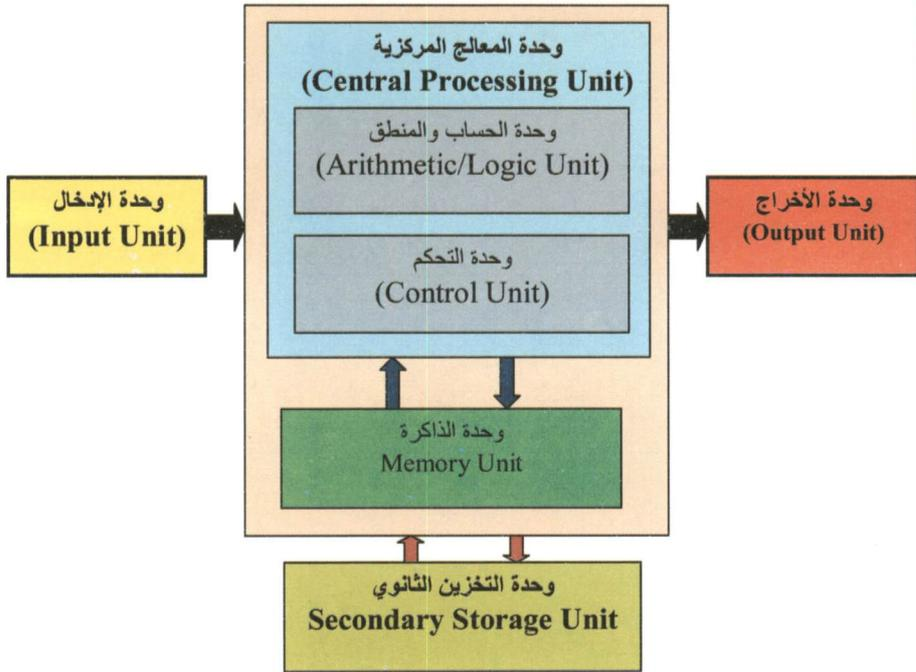 وحدة المعالج المركزية
(Central Processing Unit)
وحدة الحساب والمنطق
(Arithmetic/Logic Unit)
وحدة الإدخال
(Input Unit)
وحدة الأخراج
(Output Unit)
وحدة التحكم
(Control Unit)
وحدة الذاكرة
Memory Unit
وحدة التخزين الثانوي
Secondary Storage Unit